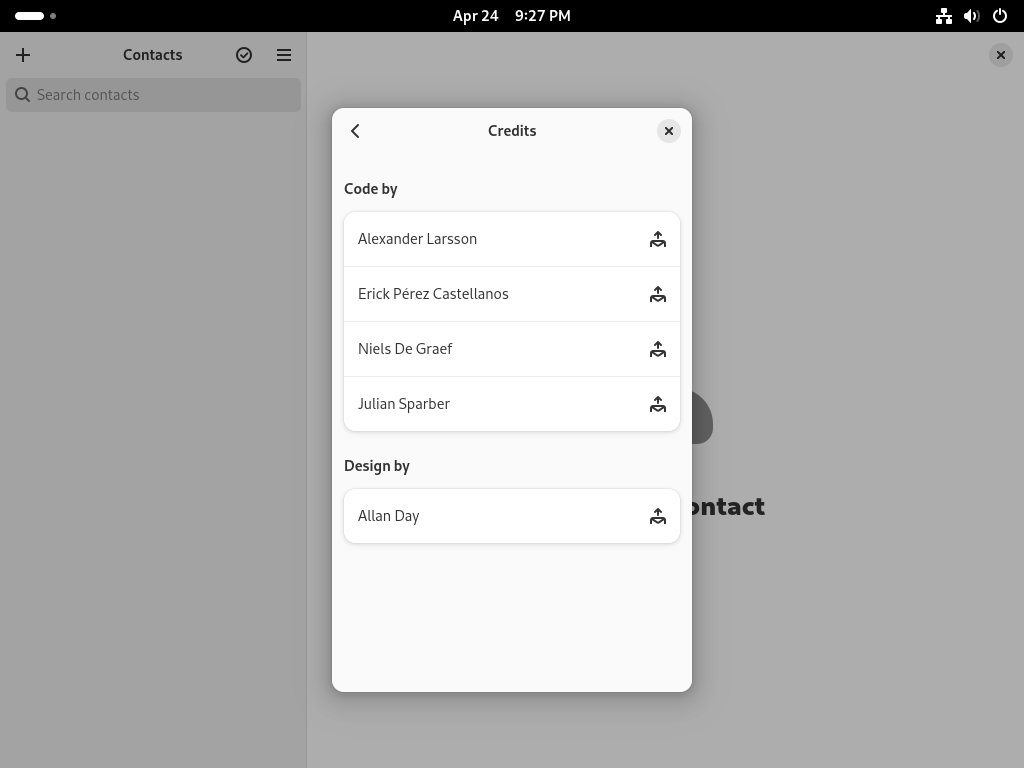 Apr 24 9:27 PM
Contacts
Search contacts
Credits
Code by
Alexander Larsson
Erick Pérez Castellanos
Niels De Graef
Julian Sparber
Design by
Allan Day